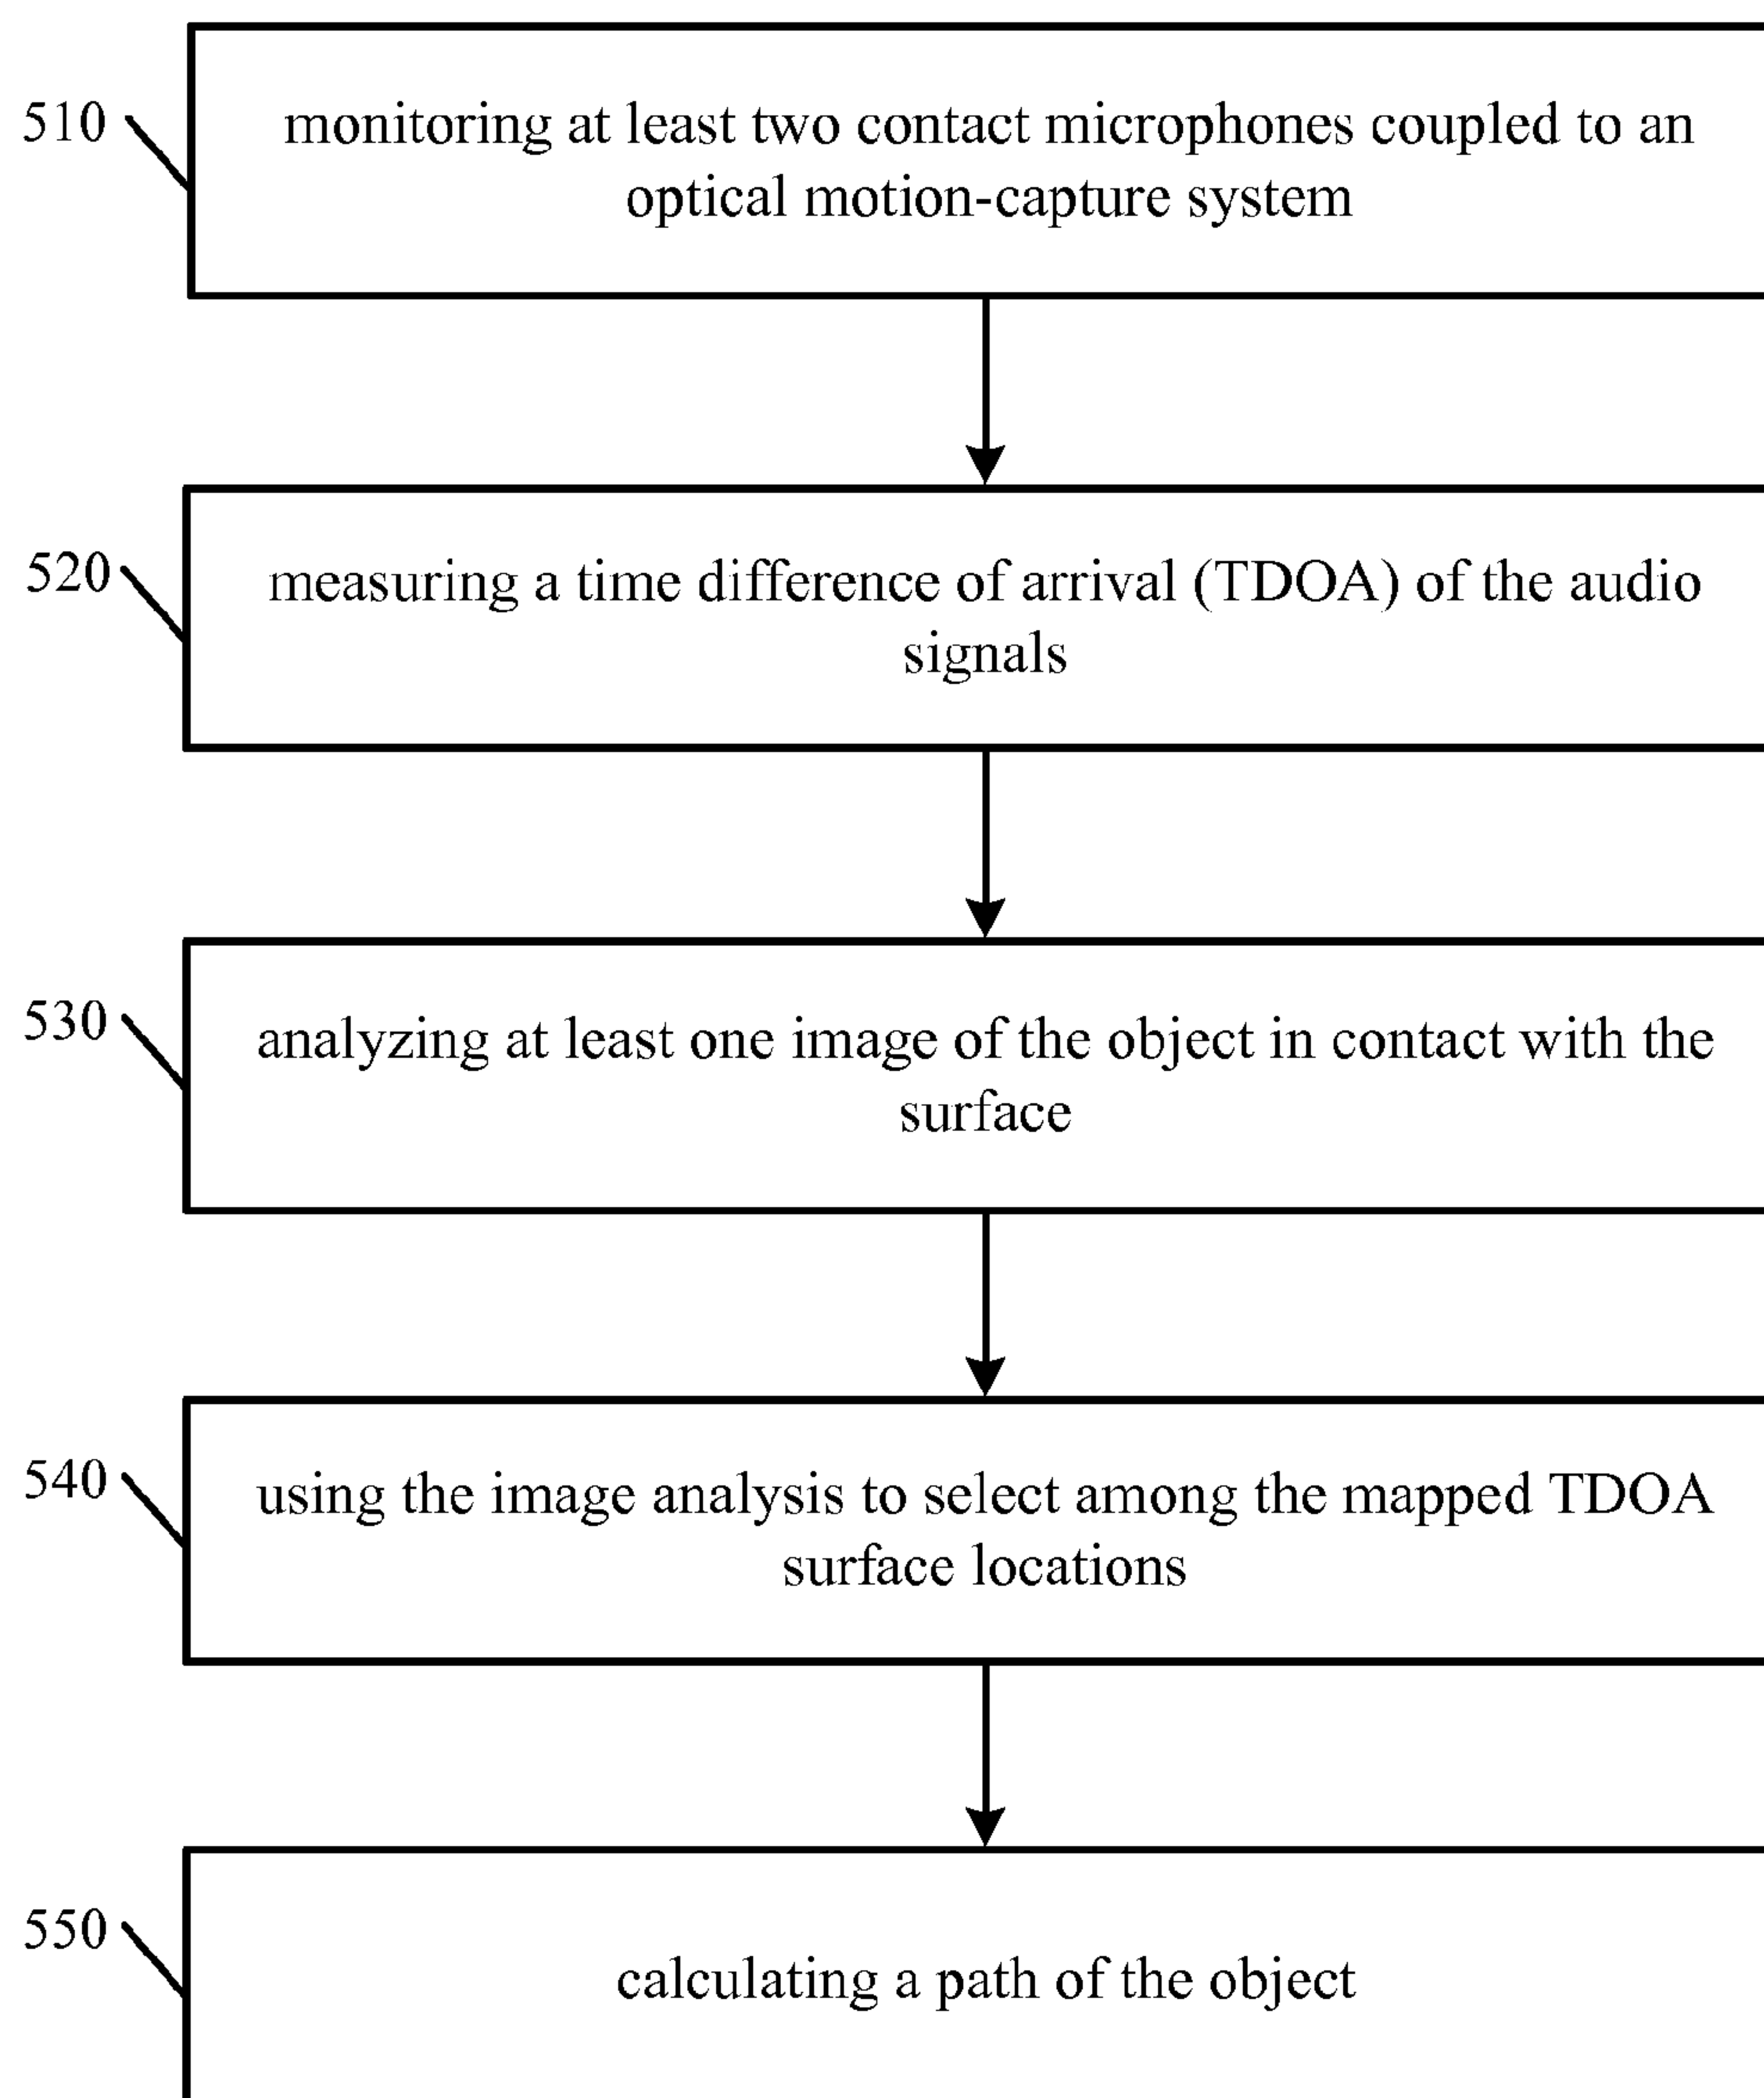 510
monitoring at least two contact microphones coupled to an
optical motion-capture system
520
measuring a time difference of arrival (TDOA) of the audio
signals
530
analyzing at least one image of the object in contact with the
surface
540
using the image analysis to select among the mapped TDOA
surface locations
550
calculating a path of the object